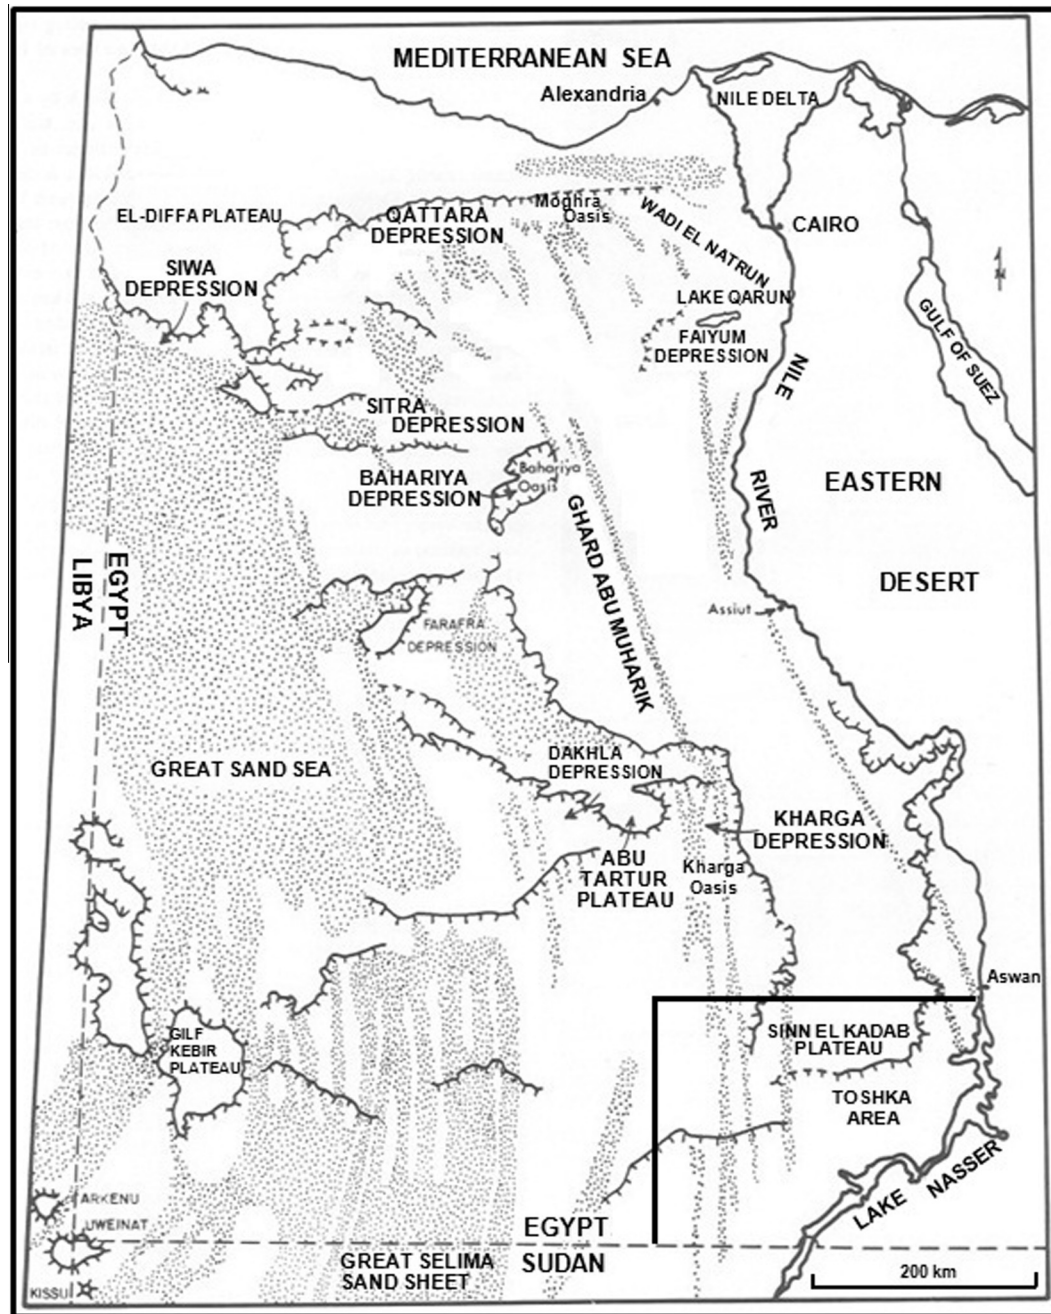 MEDITERRANEAN SEA
Alexandria
NILE DELTA
Moghra
Oasis
EL-DIFFA PLATEAU
QATTARA
DEPRESSION
WADI EL NATRUN
CAIRO
SIWA
DEPRESSION
N
LAKE QARUN
FAIYUM
DEPRESSION
GULF OF SUEZ
NILE
RIVER
SITRA
DEPRESSION
BAHARIYA
DEPRESSION
Bahariya
Oasis
GHARD ABU MUHARIK
EASTERN
DESERT
EGYPT
LIBYA
Assiut
FARAFRA
DEPRESSION
GREAT SAND SEA
DAKHLA
DEPRESSION
KHARGA
DEPRESSION
ABU
TARTUR
PLATEAU
Kharga
Oasis
Aswan
SINN EL KADAB
PLATEAU
GILF
KEBIR
PLATEAU
TOSHKA
AREA
LAKE NASSER
ARKENU
UWEINAT
KISSU
EGYPT
SUDAN
GREAT SELIMA
SAND SHEET
200 km